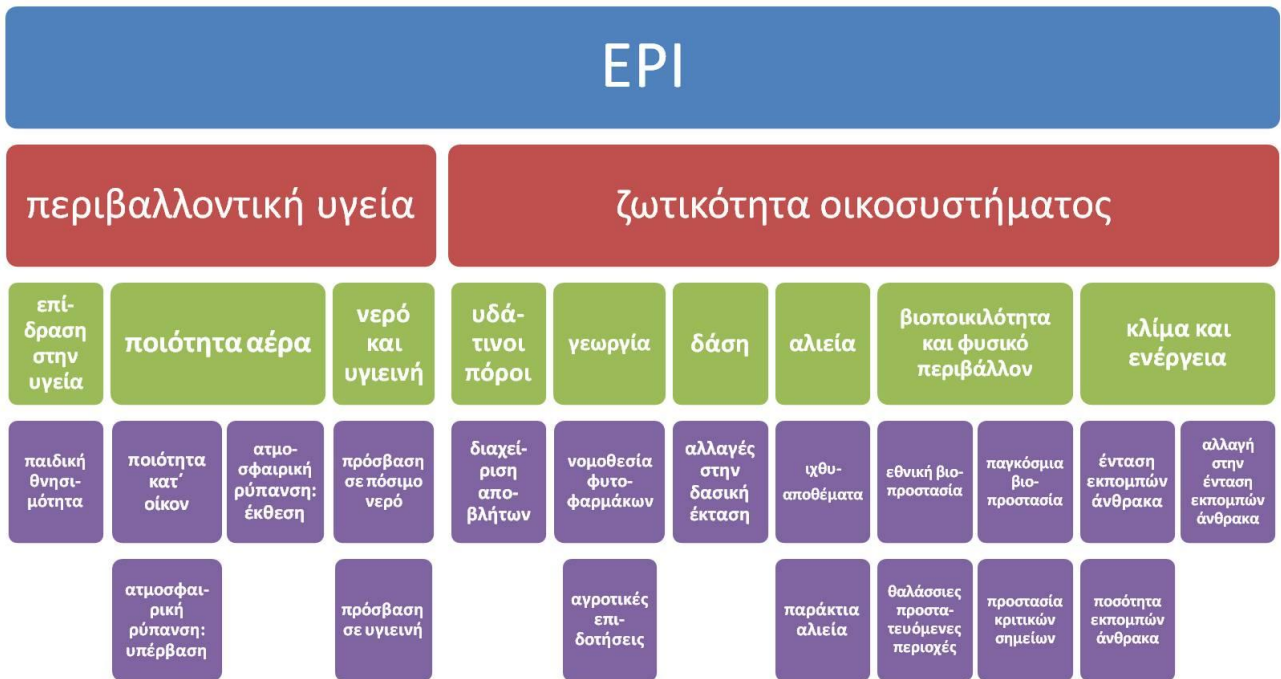 EPI
περιβαλλοντική υγεία
ζωτικότητα οικοσυστήματος
επί-
δραση
στην
υγεία
ποιότητα αέρα
νερό
και
υγιεινή
υδά-
τινοι
πόροι
γεωργία
δάση
αλιεία
βιοποικιλότητα
και φυσικό
περιβάλλον
κλίμα και
ενέργεια
παιδική
θνησι-
μότητα
ποιότητα
κατ΄
οίκον
ατμο-
σφαιρική
ρύπανση:
έκθεση
πρόσβαση
σε πόσιμο
νερό
διαχεί-
ριση
απο-
βλήτων
νομοθεσία
φυτο-
φαρμάκων
αλλαγές
στην
δασική
έκταση
ιχθυ-
αποθέματα
εθνική βιο-
προστασία
παγκόσμια
βιο-
προστασία
ένταση
εκπομπών
άνθρακα
αλλαγή
στην
ένταση
εκπομπών
άνθρακα
ατμοσφαι-
ρική
ρύπανση:
υπέρβαση
πρόσβαση
σε υγιεινή
αγροτικές
επι-
δοτήσεις
παράκτια
αλιεία
θαλάσσιες
προστα-
τευόμενες
περιοχές
προστασία
κριτικών
σημείων
ποσότητα
εκπομπών
άνθρακα